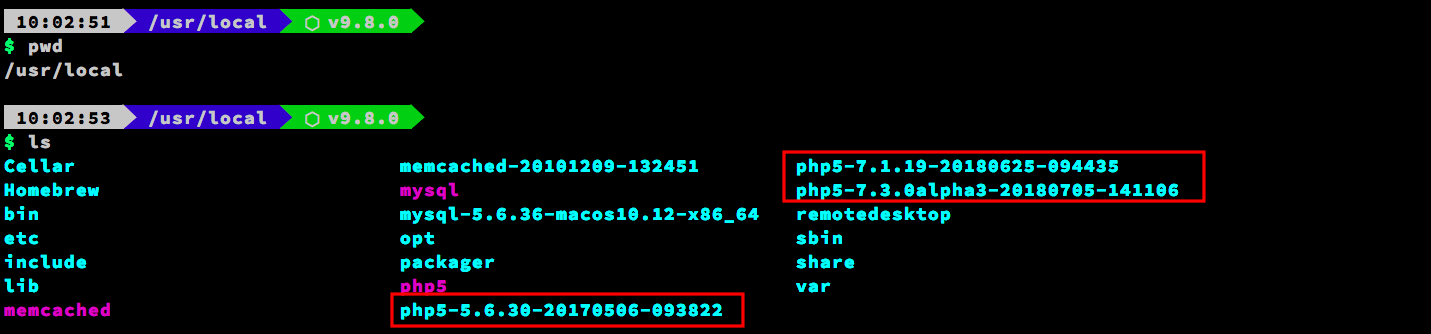 10:02:51 /usr/local ⬡ v9.8.0
$ pwd
/usr/local
10:02:53 /usr/local ⬡ v9.8.0
$ ls
Cellar memcached-20101209-132451 php5-7.1.19-20180625-094435
Homebrew mysql php5-7.3.0alpha3-20180705-141106
bin mysql-5.6.36-macos10.12-x86_64 remotedesktop
etc opt sbin
include packager share
lib php5 var
memcached php5-5.6.30-20170506-093822